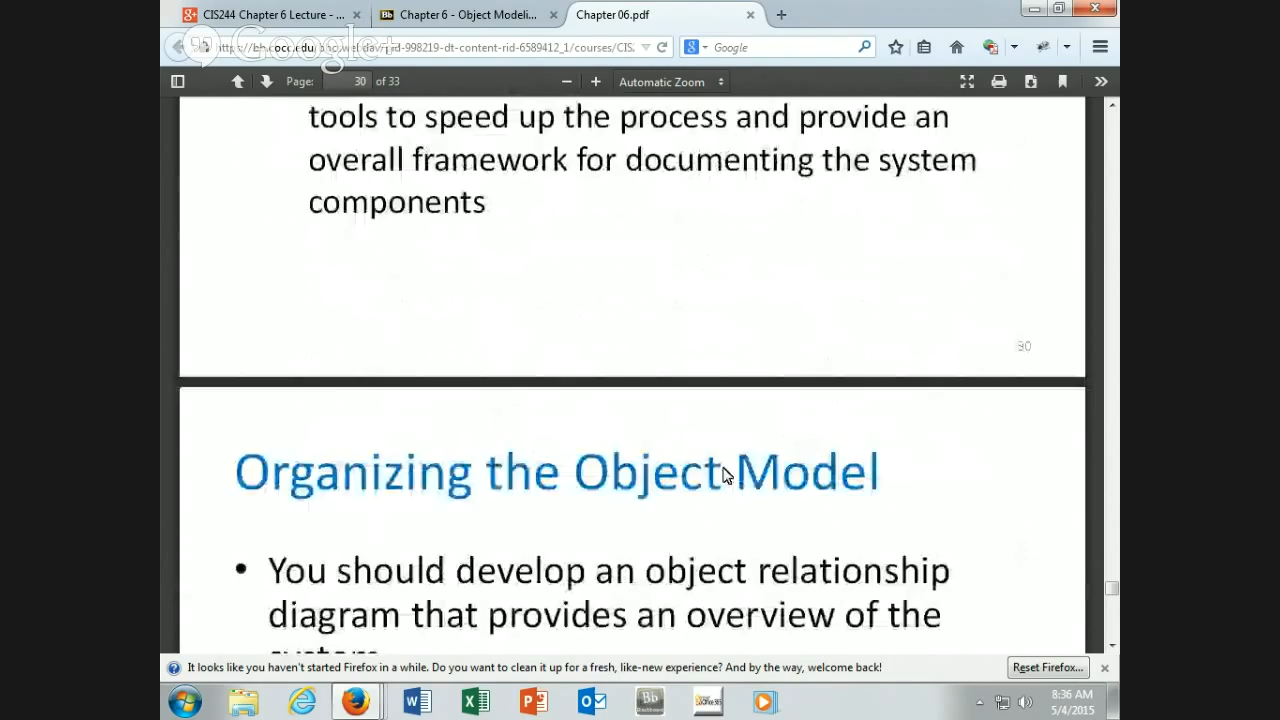 CIS244 Chapter 6 Lecture - ...
Chapter 6 - Object Modeli...
Chapter 06.pdf
Google+
Google
Page: 30 of 33
Automatic Zoom
tools to speed up the process and provide an
overall framework for documenting the system
components
30
Organizing the Object Model
• You should develop an object relationship
diagram that provides an overview of the
system
It looks like you haven't started Firefox in a while. Do you want to clean it up for a fresh, like-new experience? And by the way, welcome back!
Reset Firefox...
8:36 AM
5/4/2015